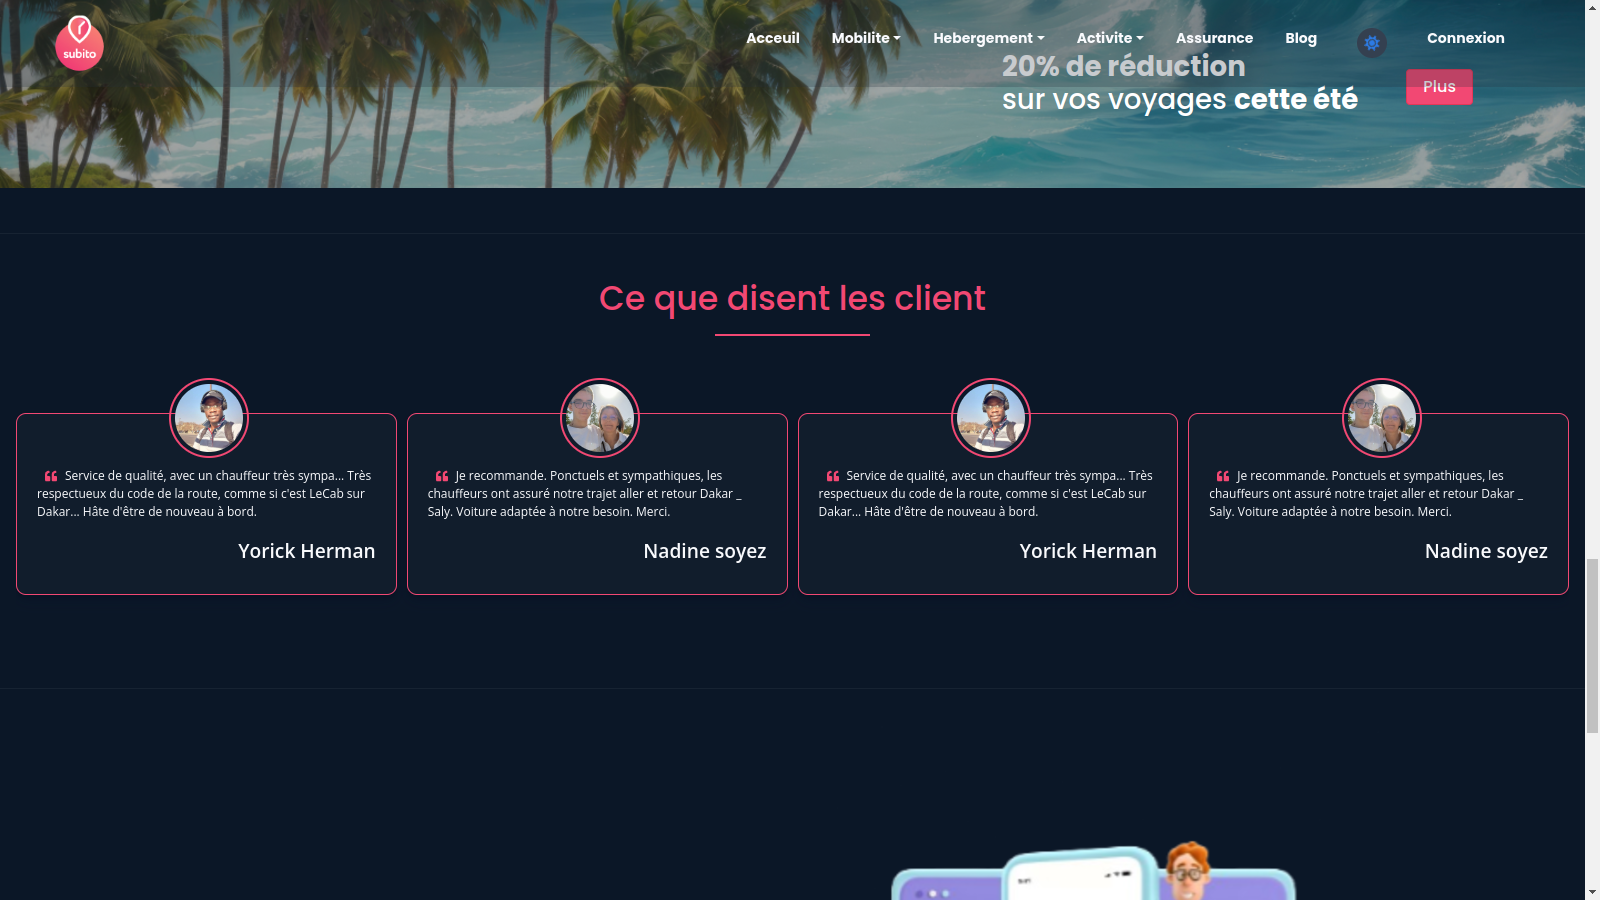 subito
Acceuil Mobilite Hebergement Activite Assurance Blog Connexion
20% de réduction
sur vos voyages cette été
Plus
Ce que disent les client
Service de qualité, avec un chauffeur très sympa... Très
respectueux du code de la route, comme si c'est LeCab sur
Dakar... Hâte d'être de nouveau à bord.
Yorick Herman
Je recommande. Ponctuels et sympathiques, les
chauffeurs ont assuré notre trajet aller et retour Dakar _
Saly. Voiture adaptée à notre besoin. Merci.
Nadine soyez
Service de qualité, avec un chauffeur très sympa... Très
respectueux du code de la route, comme si c'est LeCab sur
Dakar... Hâte d'être de nouveau à bord.
Yorick Herman
Je recommande. Ponctuels et sympathiques, les
chauffeurs ont assuré notre trajet aller et retour Dakar _
Saly. Voiture adaptée à notre besoin. Merci.
Nadine soyez